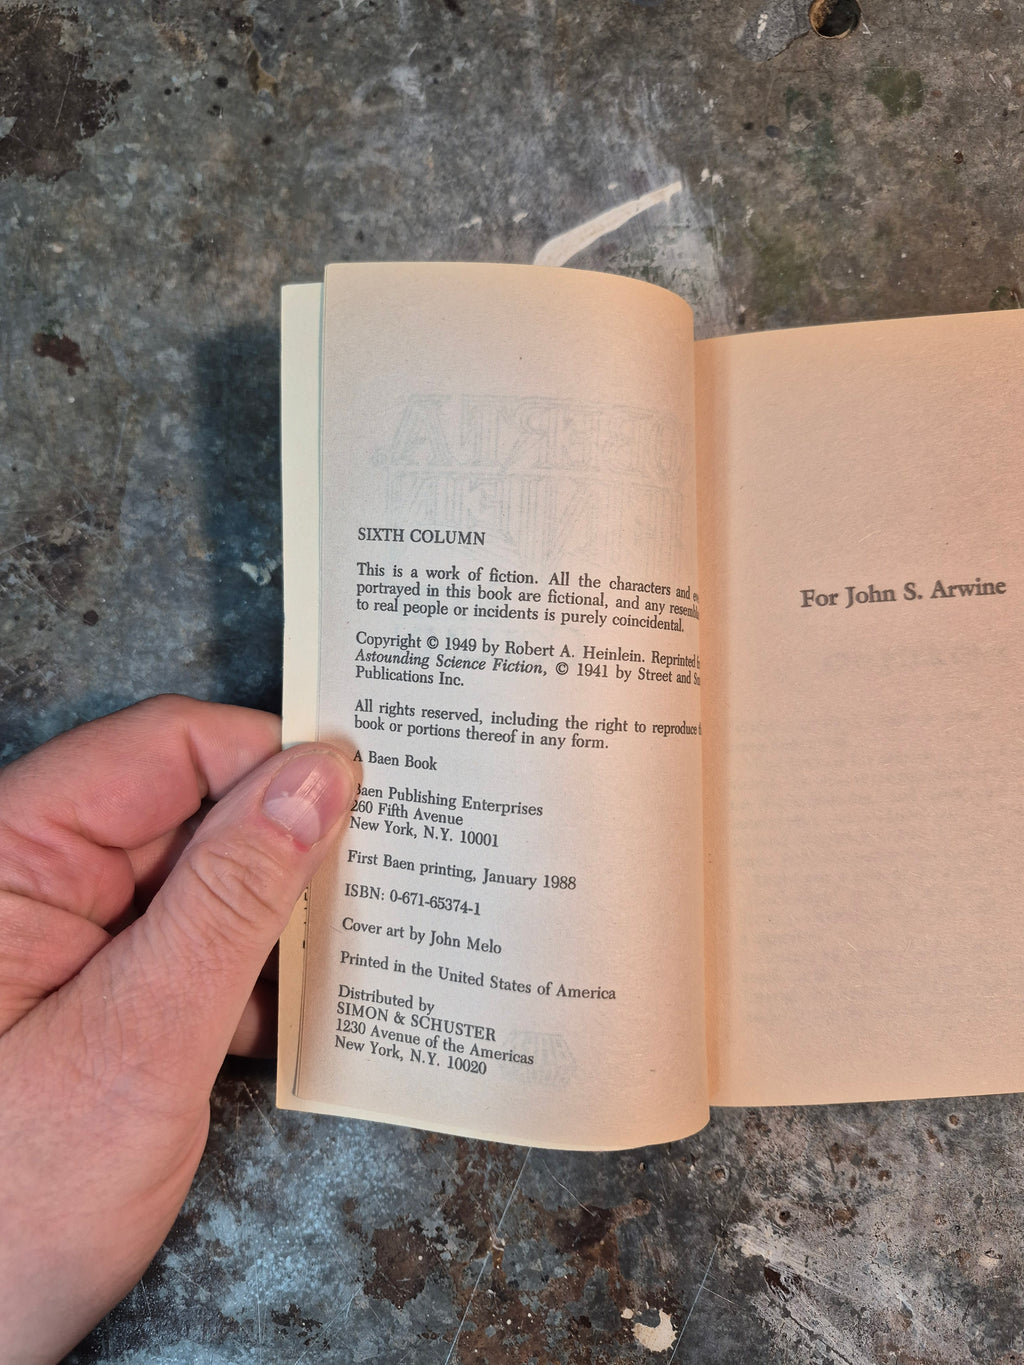 SIXTH COLUMN
This is a work of fiction. All the characters and
portrayed in this book are fictional, and any
to real people or incidents is purely coincidental.
Copyright © 1949 by Robert A. Heinlein. Reprinted
Astounding Science Fiction, © 1941 by Street and
Publications Inc.
All rights reserved, including the right to reproduce
book or portions thereof in any form.
A Baen Book
Baen Publishing Enterprises
260 Fifth Avenue
New York, N.Y. 10001
First Baen printing, January 1988
ISBN: 0-671-65374-1
Cover art by John Melo
Printed in the United States of America
Distributed by
SIMON & SCHUSTER
1230 Avenue of the Americas
New York, N.Y. 10020
For John S. Arwine